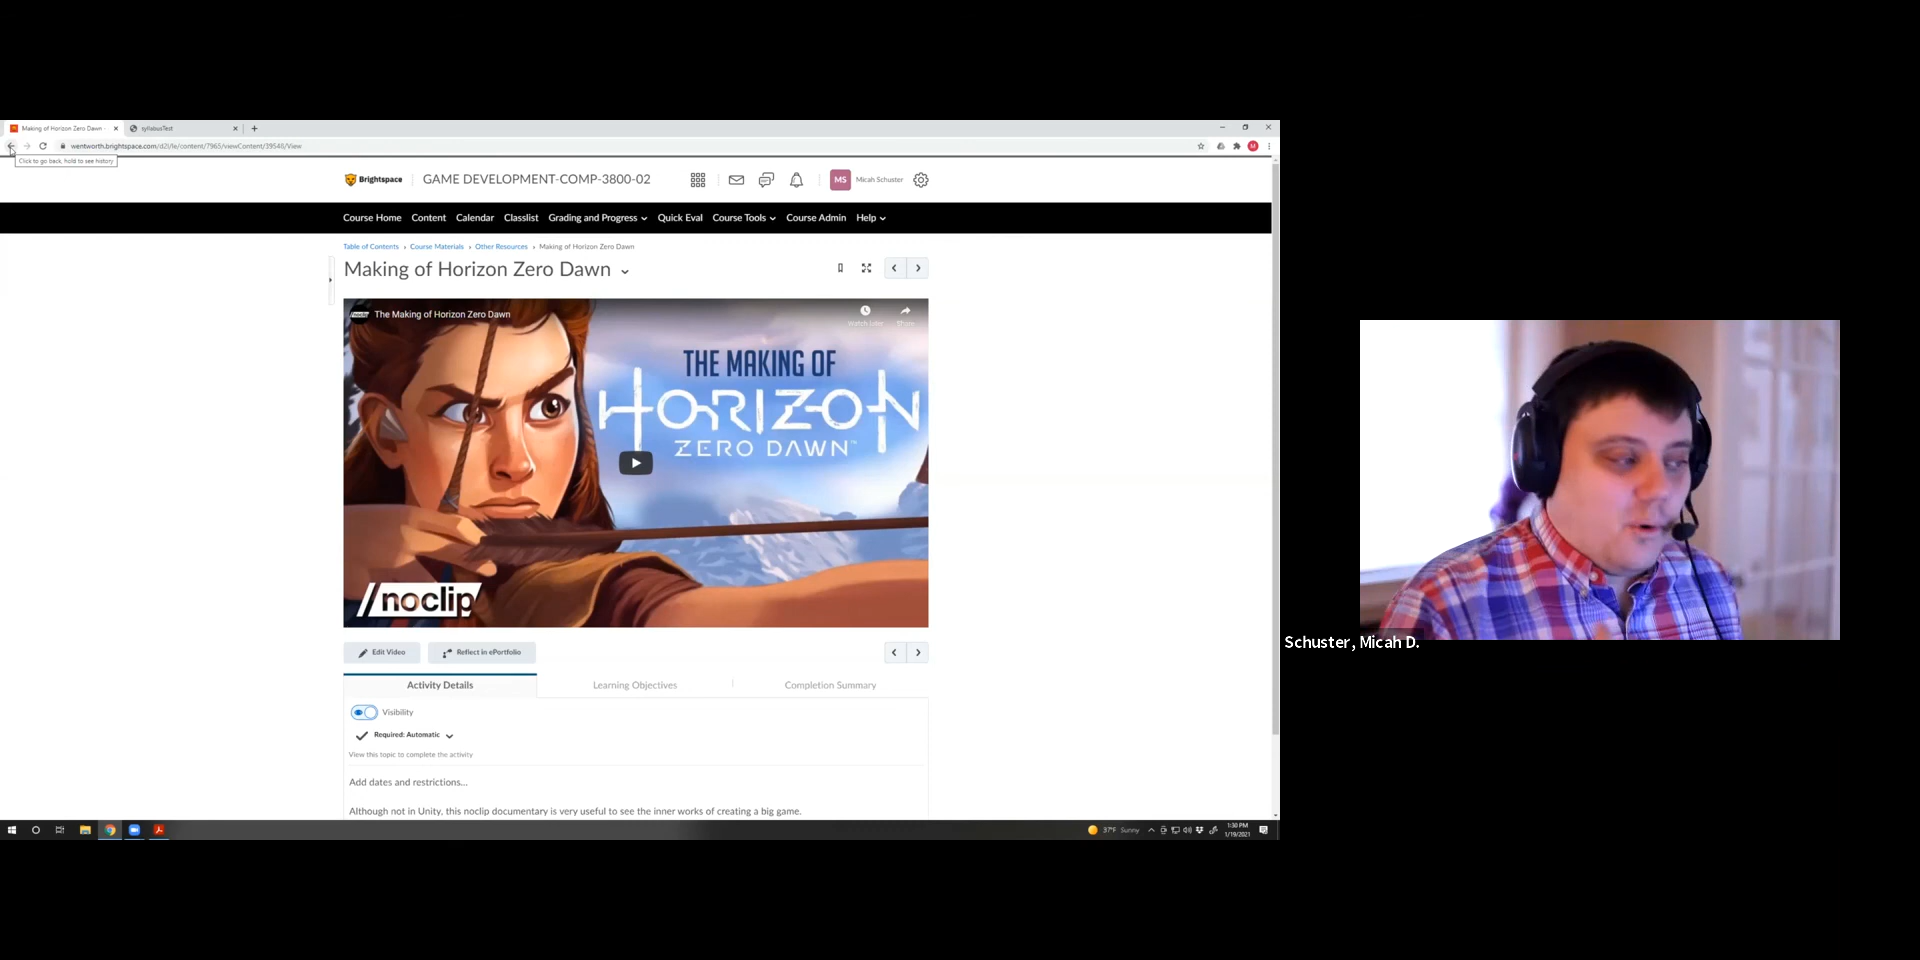 Making of Horizon Zero Dawn -
syllabusTest
wentworth.brightspace.com/d2l/le/content/7965/viewContent/39548/View
Click to go back, hold to see history
Brightspace
GAME DEVELOPMENT-COMP-3800-02
MS
Micah Schuster
Course Home Content Calendar Classlist Grading and Progress Quick Eval Course Tools Course Admin Help
Table of Contents › Course Materials › Other Resources › Making of Horizon Zero Dawn
Making of Horizon Zero Dawn
noclip The Making of Horizon Zero Dawn
Watch later Share
THE MAKING OF
HORIZON
ZERO DAWN™
//noclip
Edit Video Reflect in ePortfolio
Activity Details Learning Objectives Completion Summary
Visibility
Required: Automatic
View this topic to complete the activity
Add dates and restrictions...
Although not in Unity, this noclip documentary is very useful to see the inner works of creating a big game.
37°F Sunny
1:30 PM
1/19/2021
Schuster, Micah D.